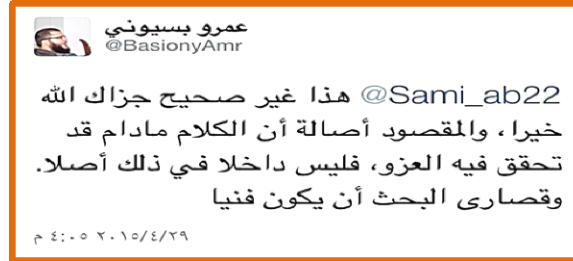 عمرو بسيوني
@BasionyAmr
@Sami_ab22 هذا غير صحيح جزاك الله
خيرا، والمقصود أصالة أن الكلام مادام قد
تحقق فيه العزو، فليس داخلا في ذلك أصلا.
وقصارى البحث أن يكون فنيا
٢٠١٥/٤/٢٩ ٤:٠٥ م